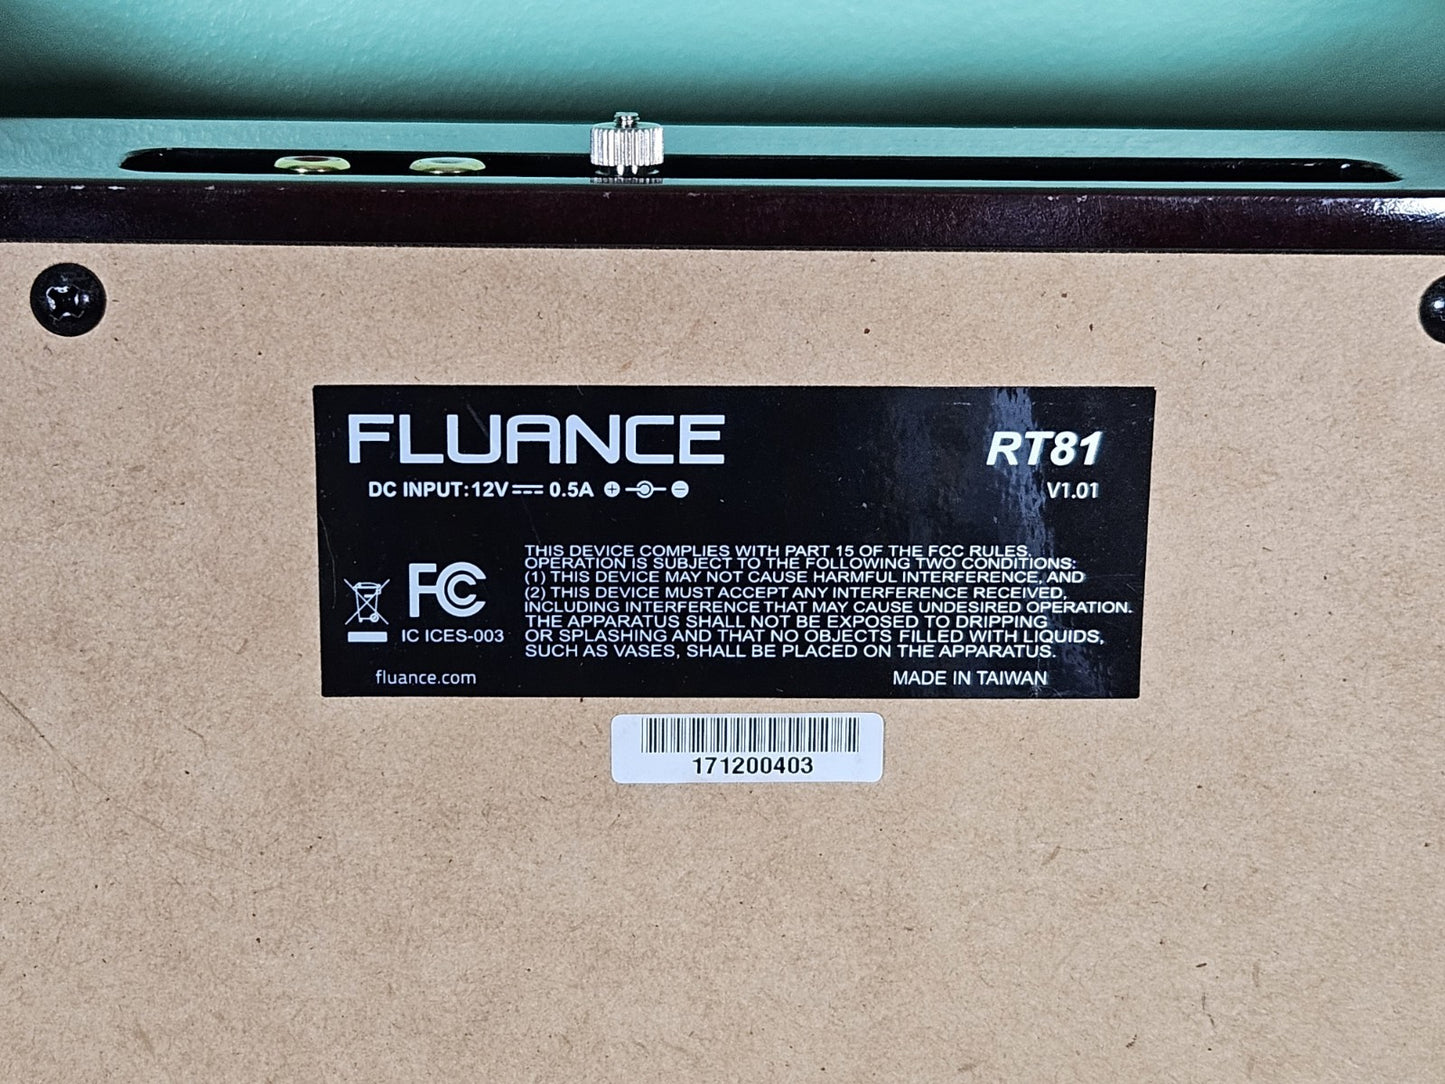 FLUANCE
RT81
DC INPUT: 12V 0.5A
V1.01
THIS DEVICE COMPLIES WITH PART 15 OF THE FCC RULES.
OPERATION IS SUBJECT TO THE FOLLOWING TWO CONDITIONS:
(1) THIS DEVICE MAY NOT CAUSE HARMFUL INTERFERENCE, AND
(2) THIS DEVICE MUST ACCEPT ANY INTERFERENCE RECEIVED,
INCLUDING INTERFERENCE THAT MAY CAUSE UNDESIRED OPERATION.
THE APPARATUS SHALL NOT BE EXPOSED TO DRIPPING
OR SPLASHING AND THAT NO OBJECTS FILLED WITH LIQUIDS,
SUCH AS VASES, SHALL BE PLACED ON THE APPARATUS.
FC
IC ICES-003
fluance.com
MADE IN TAIWAN
171200403